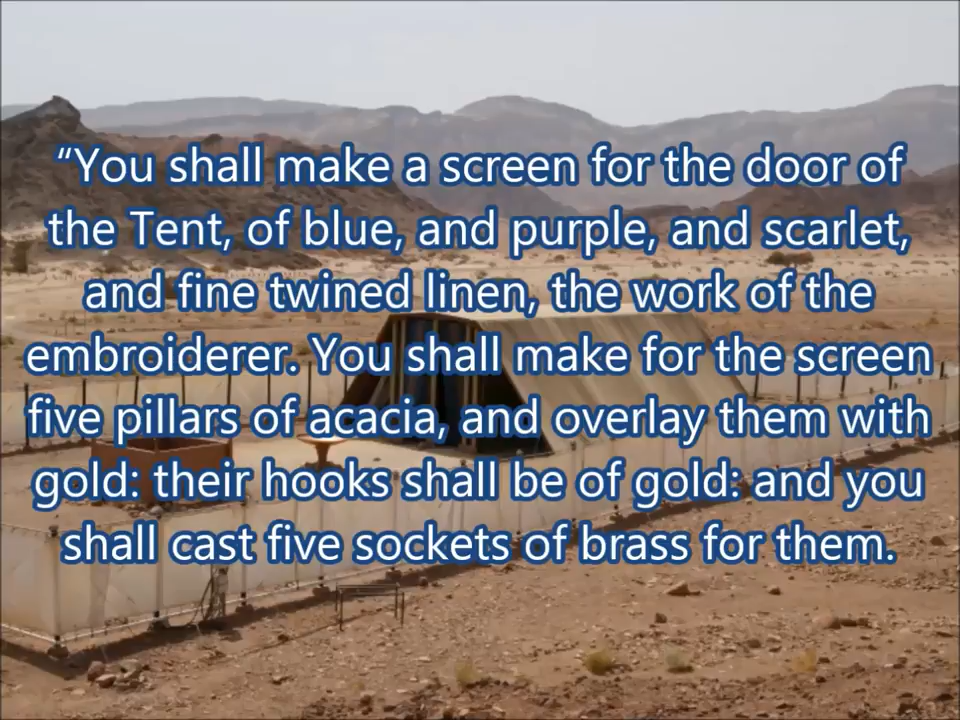 “You shall make a screen for the door of
the Tent, of blue, and purple, and scarlet,
and fine twined linen, the work of the
embroiderer. You shall make for the screen
five pillars of acacia, and overlay them with
gold: their hooks shall be of gold: and you
shall cast five sockets of brass for them.